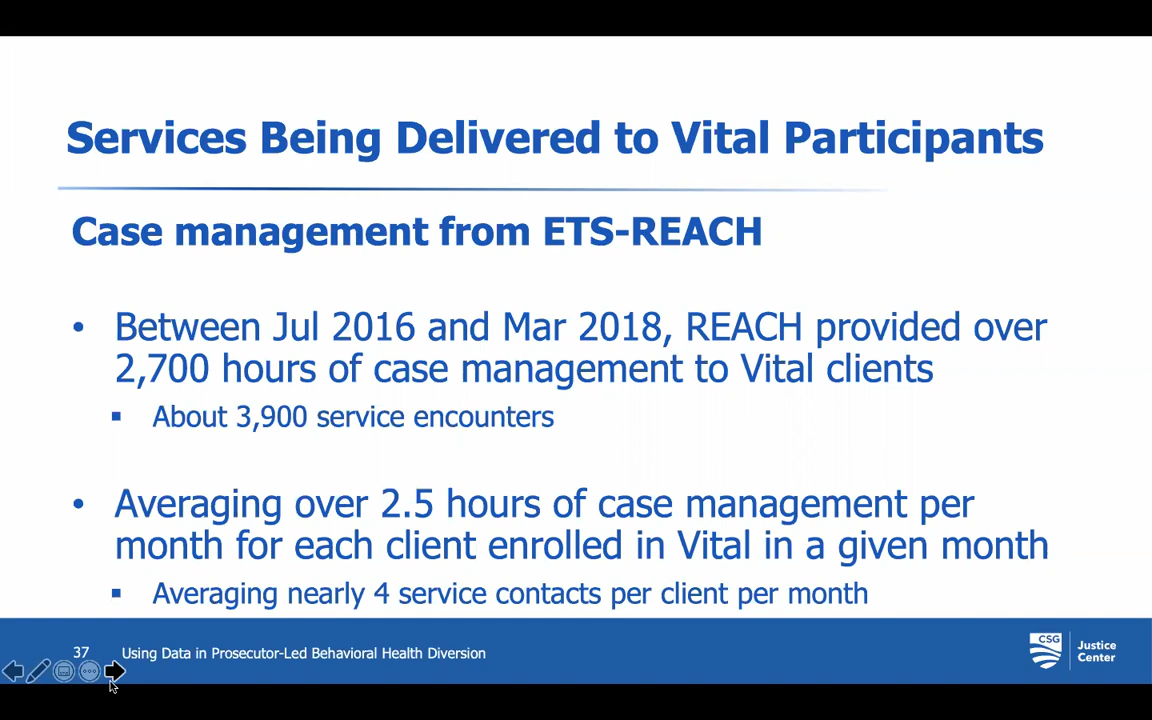 Services Being Delivered to Vital Participants
Case management from ETS-REACH
• Between Jul 2016 and Mar 2018, REACH provided over
2,700 hours of case management to Vital clients
▪ About 3,900 service encounters
• Averaging over 2.5 hours of case management per
month for each client enrolled in Vital in a given month
▪ Averaging nearly 4 service contacts per client per month
37 Using Data in Prosecutor-Led Behavioral Health Diversion
CSG
Justice
Center